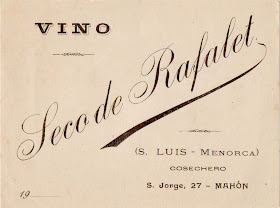 VINO
Seco de Rafalet.
(S. LUIS - MENORCA)
COSECHERO
S. Jorge, 27 - MAHÓN
19